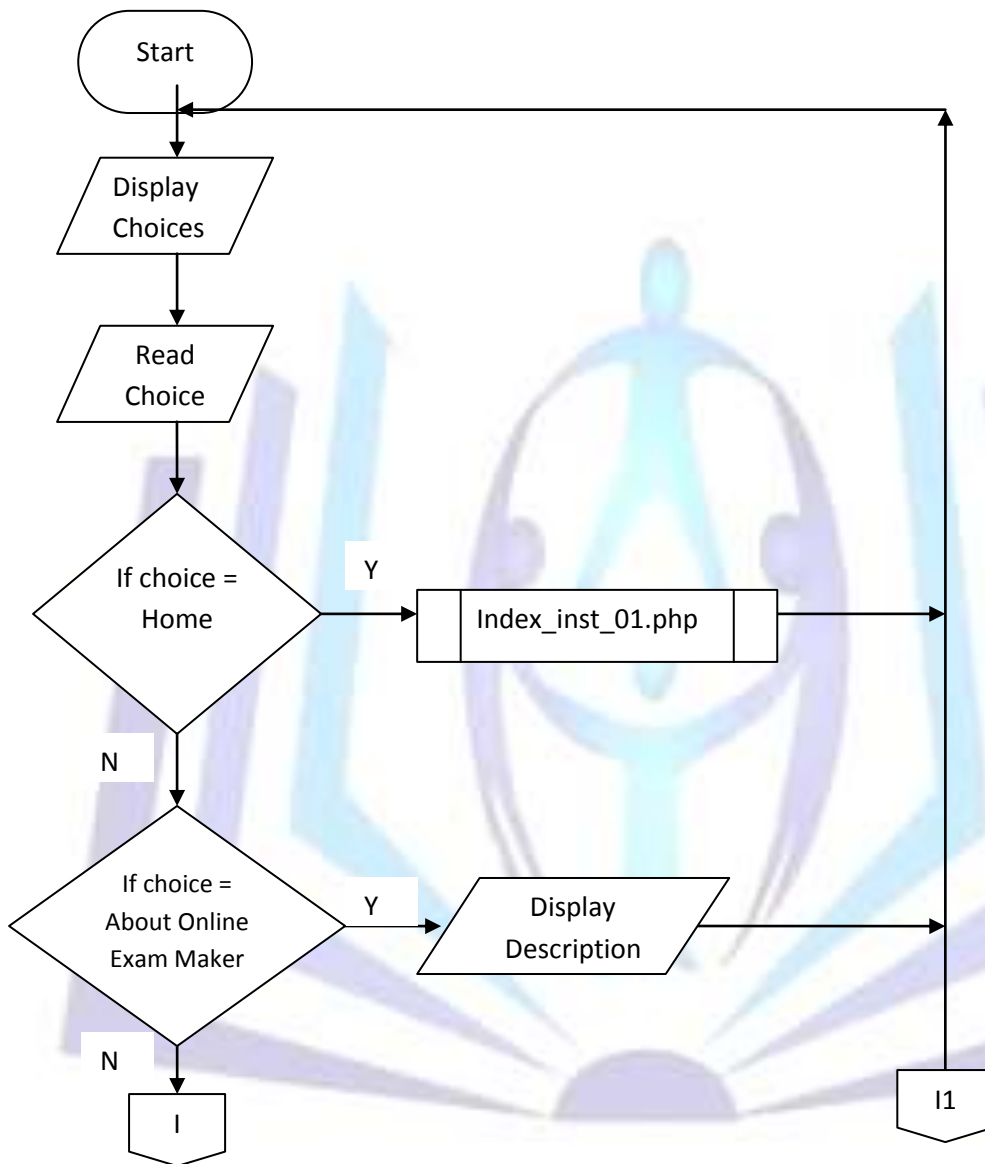 Start
Display
Choices
Read
Choice
If choice =
Home
Y
Index_inst_01.php
N
If choice =
About Online
Exam Maker
Y
Display
Description
N
I
I1